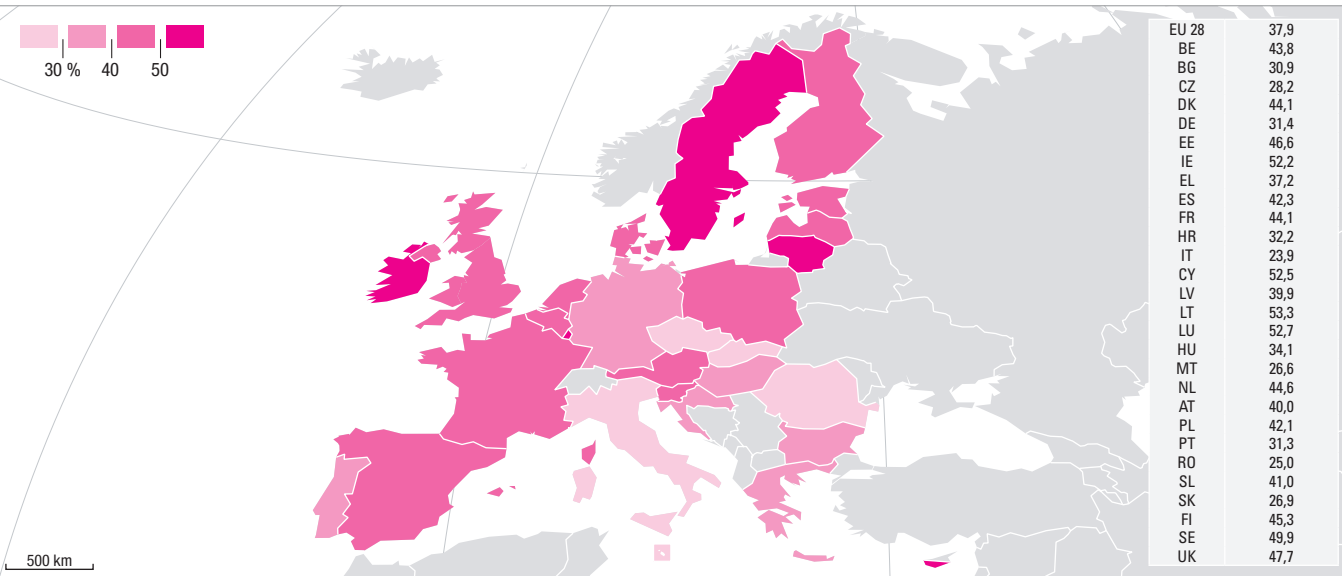 30 % 40 50
500 km
EU 28 37,9
BE 43,8
BG 30,9
CZ 28,2
DK 44,1
DE 31,4
EE 46,6
IE 52,2
EL 37,2
ES 42,3
FR 44,1
HR 32,2
IT 23,9
CY 52,5
LV 39,9
LT 53,3
LU 52,7
HU 34,1
MT 26,6
NL 44,6
AT 40,0
PL 42,1
PT 31,3
RO 25,0
SL 41,0
SK 26,9
FI 45,3
SE 49,9
UK 47,7